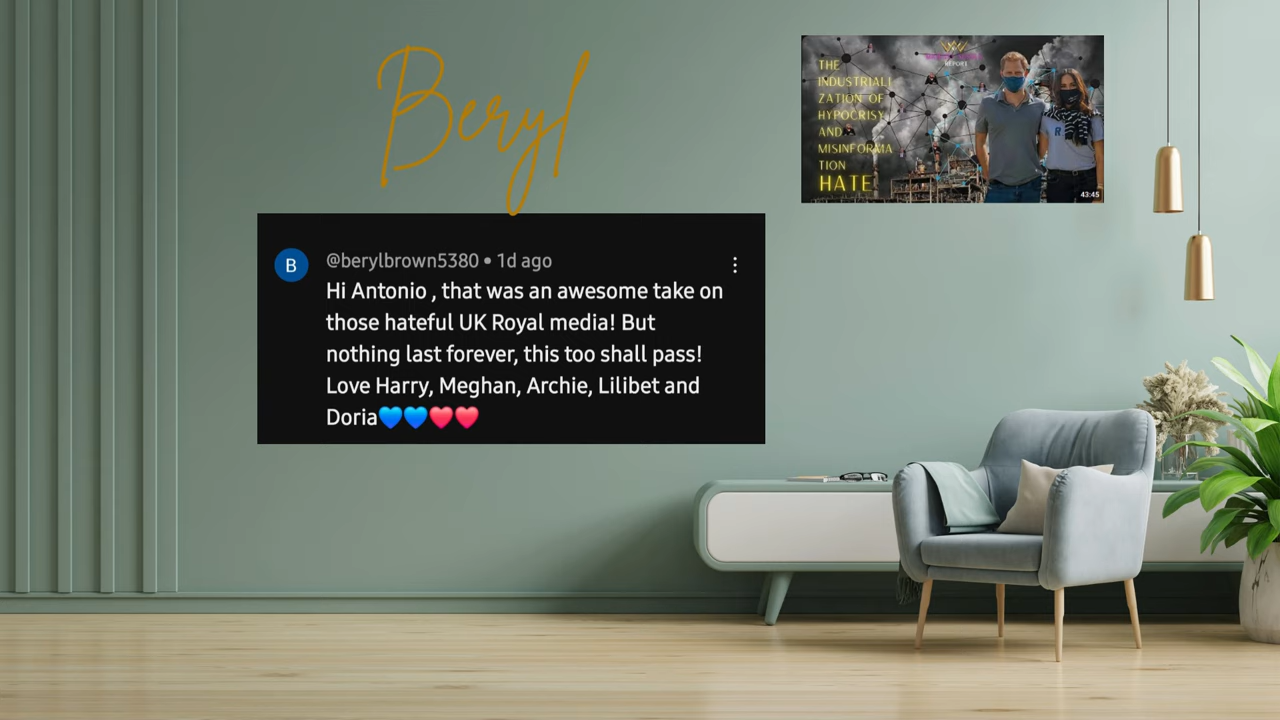 Beryl
@berylbrown5380 • 1d ago
B
Hi Antonio , that was an awesome take on
those hateful UK Royal media! But
nothing last forever, this too shall pass!
Love Harry, Meghan, Archie, Lilibet and
Doria💙💙❤️❤️
THE
INDUSTRIALI
ZATION OF
HYPOCRISY
AND
MISINFORMA
TION
HATE
REPORT
R
43:45